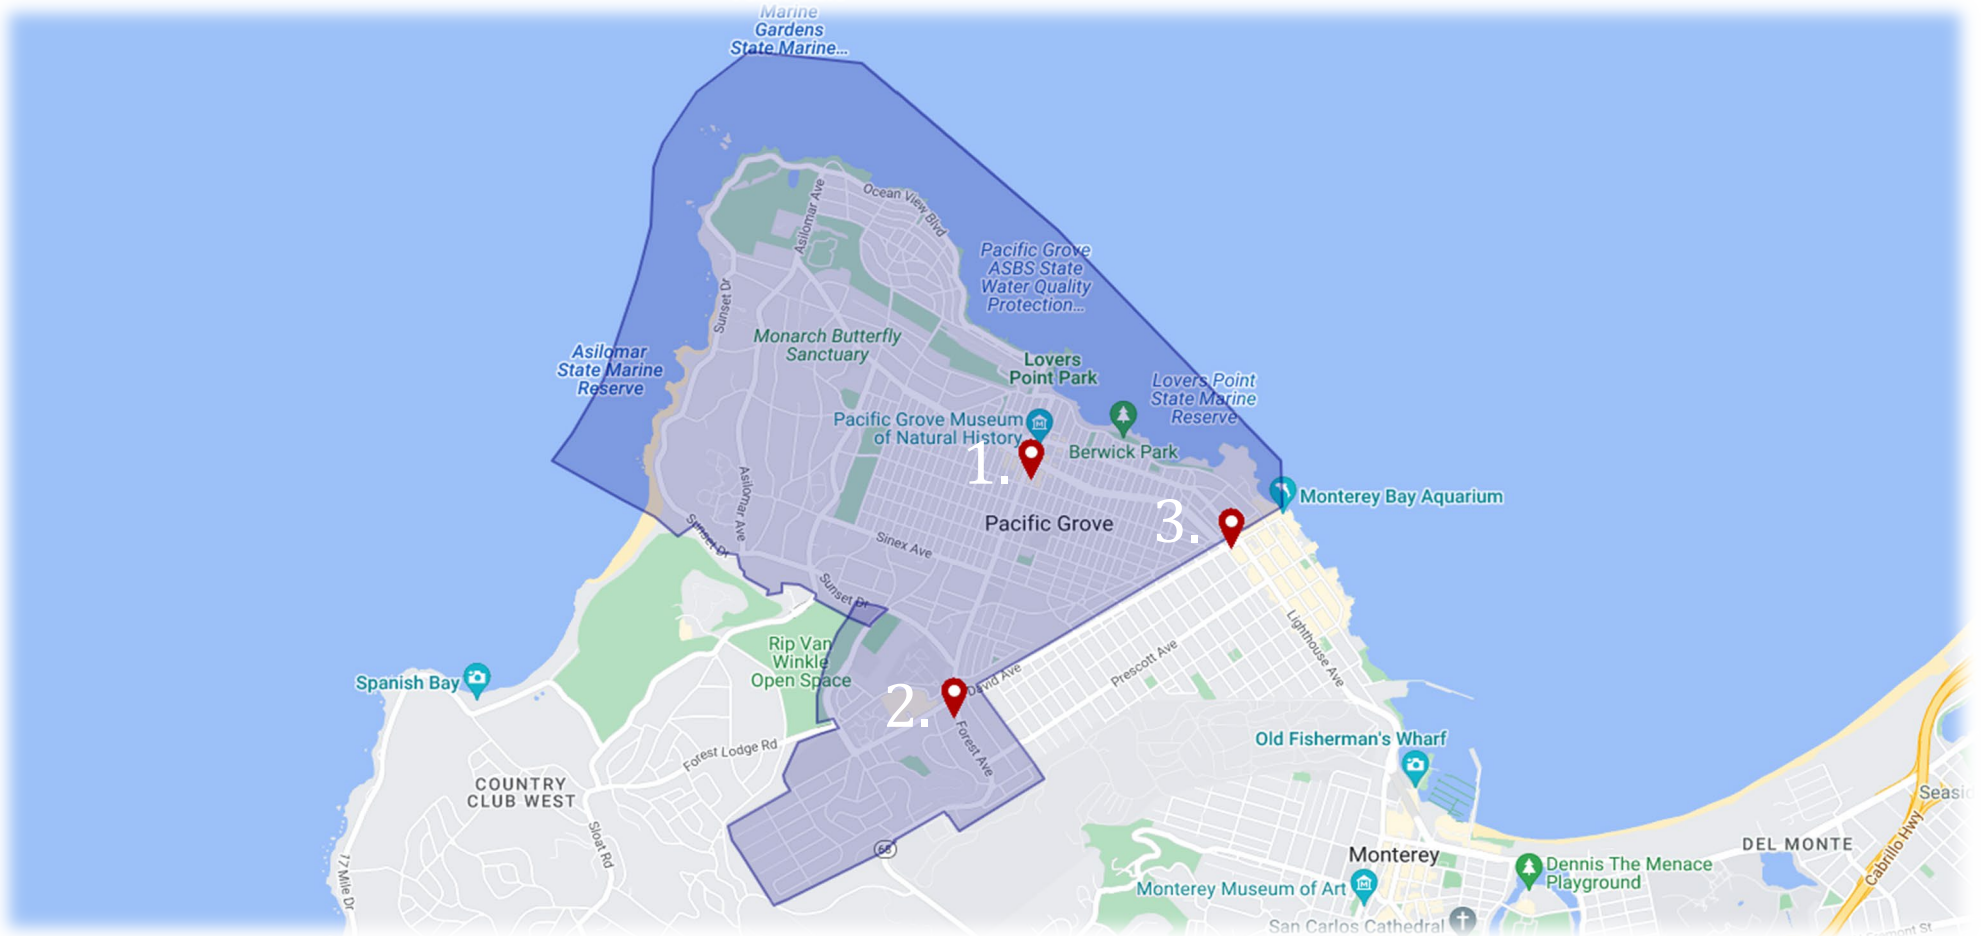 Marine
Gardens
State Marine...
Ocean View Blvd
Asilomar Ave
Pacific Grove
ASBS State
Water Quality
Protection...
Sunset Dr
Monarch Butterfly
Sanctuary
Asilomar
State Marine
Reserve
Lovers
Point Park
Lovers Point
State Marine
Reserve
Pacific Grove Museum
of Natural History
Berwick Park
1.
Asilomar Ave
Monterey Bay Aquarium
3.
Pacific Grove
Sunset Dr
Sinex Ave
Sunset Dr
Lighthouse Ave
Rip Van
Winkle
Open Space
Prescott Ave
David Ave
Spanish Bay
2.
Forest Ave
Forest Lodge Rd
Old Fisherman's Wharf
COUNTRY
CLUB WEST
Seasid
Sloat Rd
68
Cabrillo Hwy
DEL MONTE
Monterey
17 Mile Dr
Dennis The Menace
Playground
Monterey Museum of Art
San Carlos Cathedral
Fremont St